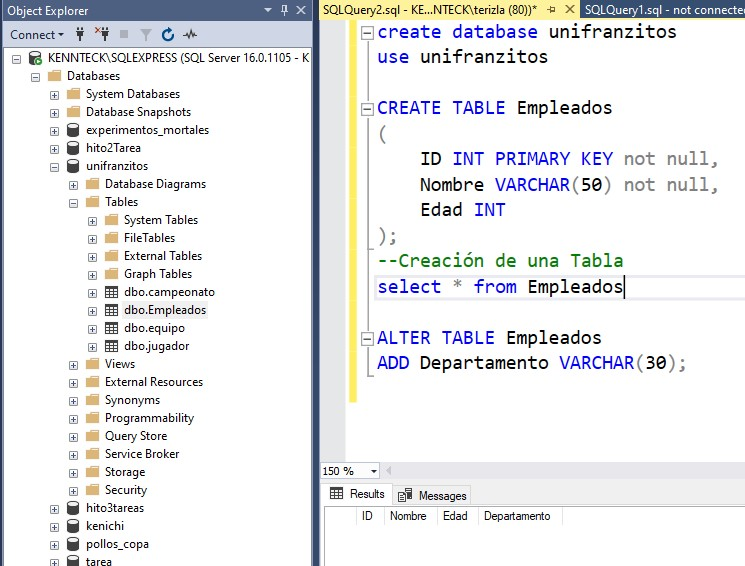 Object Explorer
Connect
KENNTECK\SQLEXPRESS (SQL Server 16.0.1105 - K
Databases
System Databases
Database Snapshots
experimentos_mortales
hito2Tarea
unifranzitos
Database Diagrams
Tables
System Tables
FileTables
External Tables
Graph Tables
dbo.campeonato
dbo.Empleados
dbo.equipo
dbo.jugador
Views
External Resources
Synonyms
Programmability
Query Store
Service Broker
Storage
Security
hito3tareas
kenichi
pollos_copa
tarea
SQLQuery2.sql - KE...NTECK\terizla (80))* SQLQuery1.sql - not connected
create database unifranzitos
use unifranzitos
CREATE TABLE Empleados
(
ID INT PRIMARY KEY not null,
Nombre VARCHAR(50) not null,
Edad INT
);
--Creación de una Tabla
select * from Empleados
ALTER TABLE Empleados
ADD Departamento VARCHAR(30);
150 %
Results Messages
ID Nombre Edad Departamento